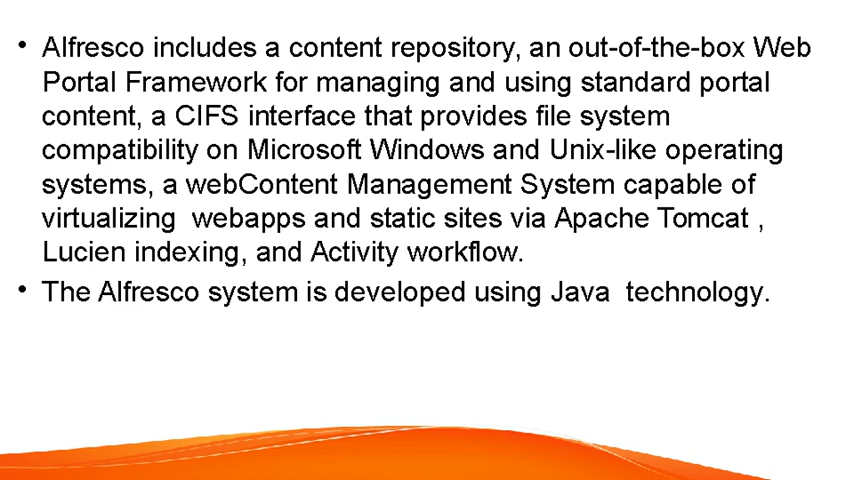 • Alfresco includes a content repository, an out-of-the-box Web
Portal Framework for managing and using standard portal
content, a CIFS interface that provides file system
compatibility on Microsoft Windows and Unix-like operating
systems, a webContent Management System capable of
virtualizing  webapps and static sites via Apache Tomcat ,
Lucien indexing, and Activity workflow.
• The Alfresco system is developed using Java  technology.